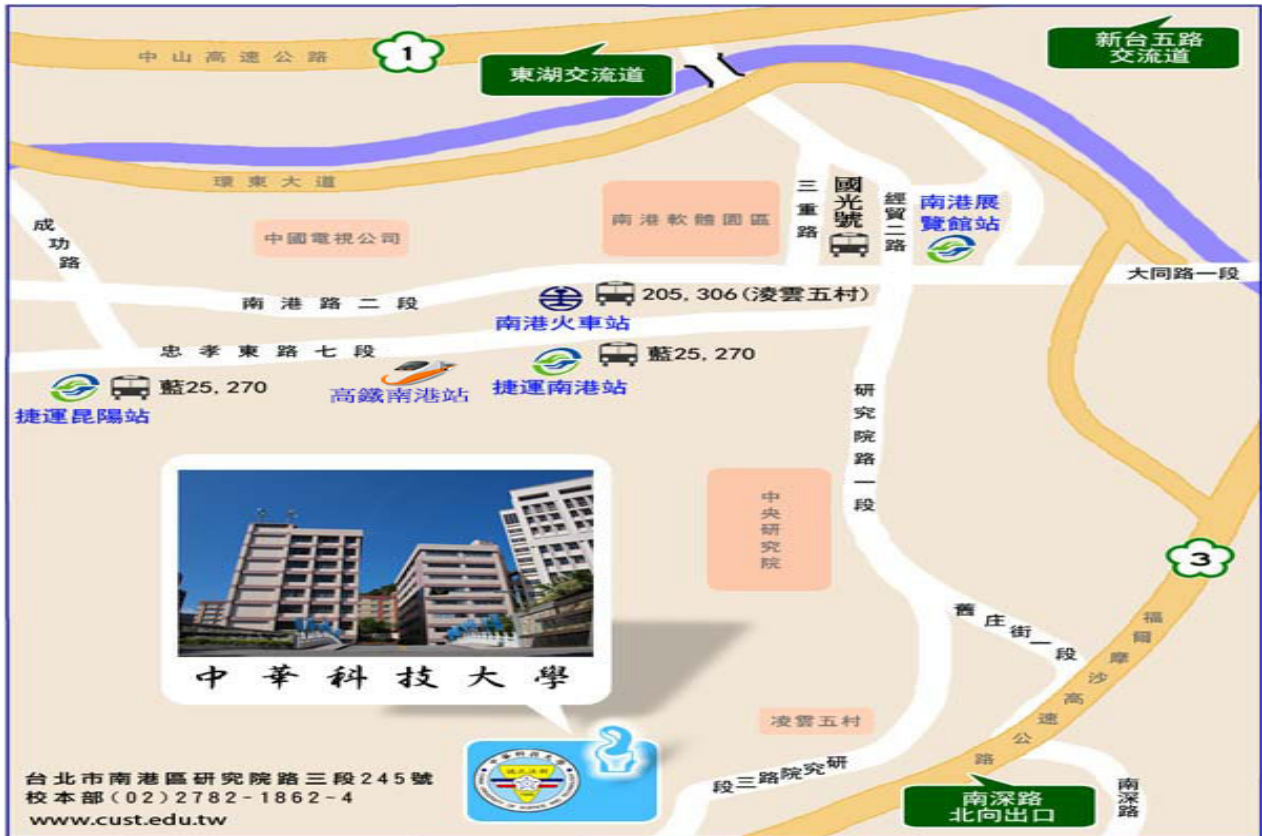 中山高速公路
1
東湖交流道
新台五路
交流道
環東大道
成功路
中國電視公司
南港軟體園區
三重路
國光號
經貿二路
南港展
覽館站
大同路一段
南港路二段
205, 306(凌雲五村)
南港火車站
忠孝東路七段
藍25, 270
捷運昆陽站
高鐵南港站
藍25, 270
捷運南港站
研究院路一段
中央研究院
3
舊庄街一段
福爾摩沙高速公路
中華科技大學
凌雲五村
研究院路三段
南深路
北向出口
南深路
台北市南港區研究院路三段245號
校本部(02)2782-1862~4
www.cust.edu.tw